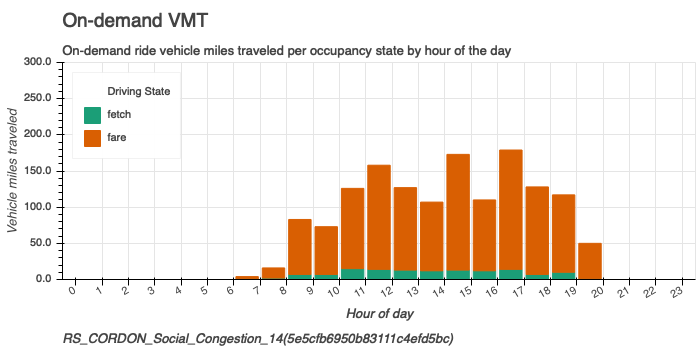 On-demand VMT
On-demand ride vehicle miles traveled per occupancy state by hour of the day
Vehicle miles traveled
300.0
250.0
200.0
150.0
100.0
50.0
0.0
Driving State
fetch
fare
0 1 2 3 4 5 6 7 8 9 10 11 12 13 14 15 16 17 18 19 20 21 22 23
Hour of day
RS_CORDON_Social_Congestion_14(5e5cfb6950b83111c4efd5bc)